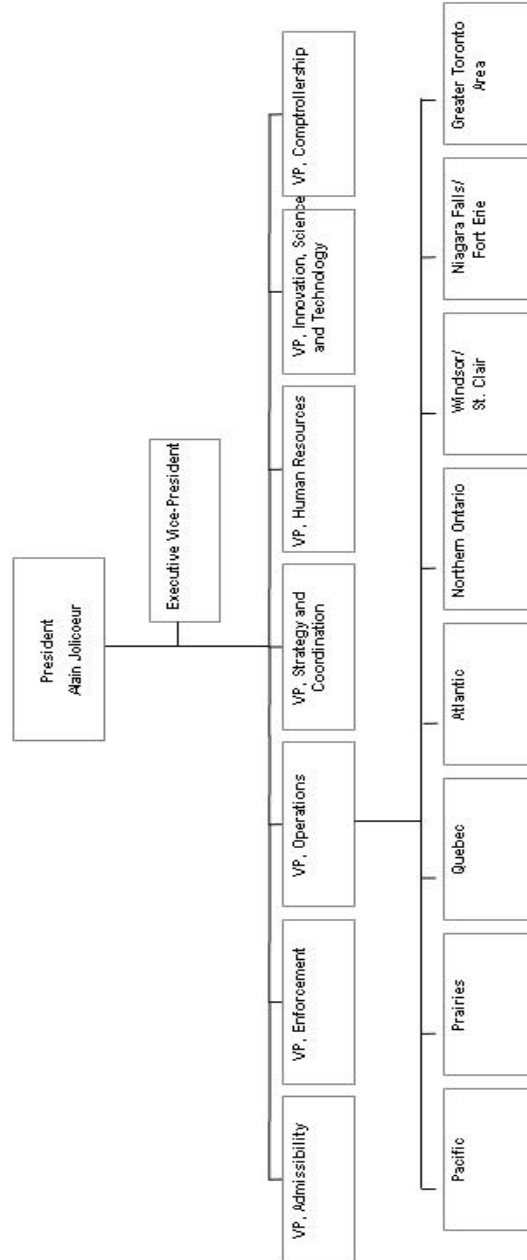 President
Alain Jolicoeur
Executive Vice-President
VP, Admissibility
VP, Enforcement
VP, Operations
VP, Strategy and
Coordination
VP, Human Resources
VP, Innovation, Science
and Technology
VP, Comptrollership
Pacific
Prairies
Quebec
Atlantic
Northern Ontario
Windsor/
St. Clair
Niagara Falls/
Fort Erie
Greater Toronto
Area